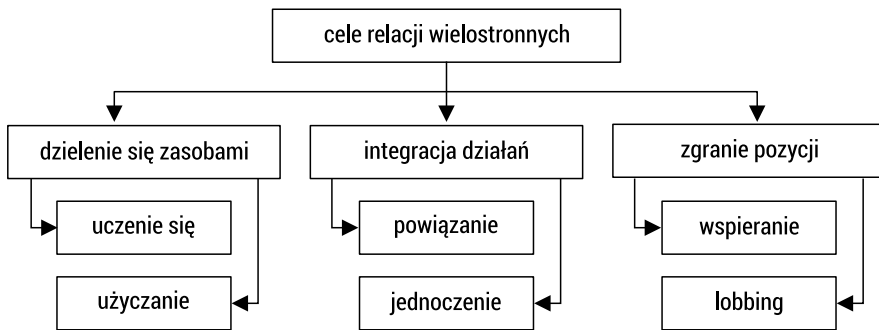 cele relacji wielostronnych
dzielenie się zasobami
integracja działań
zgranie pozycji
uczenie się
powiązanie
wspieranie
użyczanie
jednoczenie
lobbing